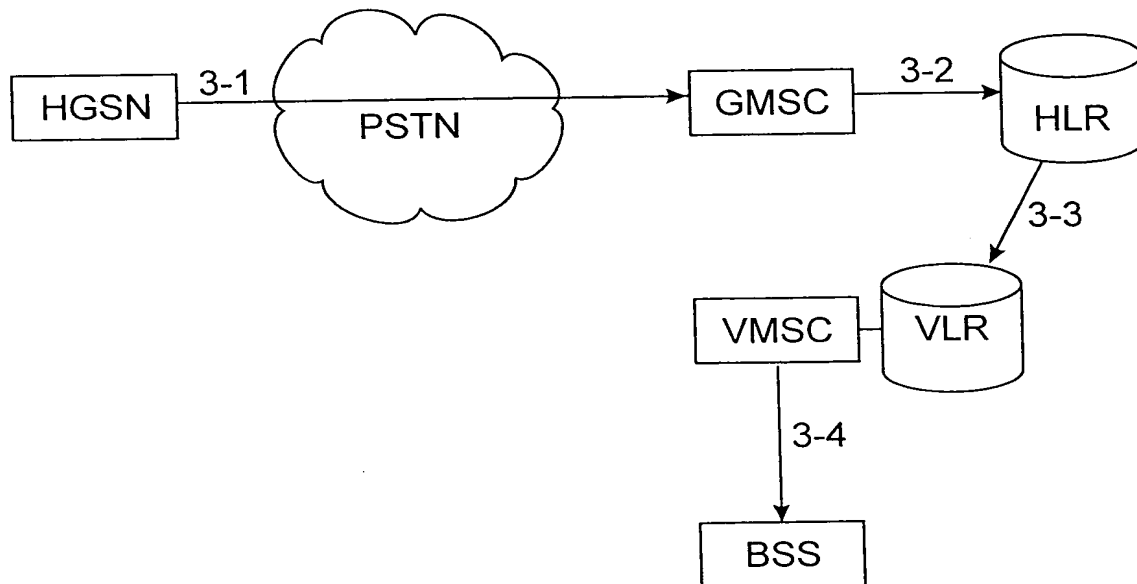 3-1
3-2
HGSN
PSTN
GMSC
HLR
3-3
VMSC
VLR
3-4
BSS